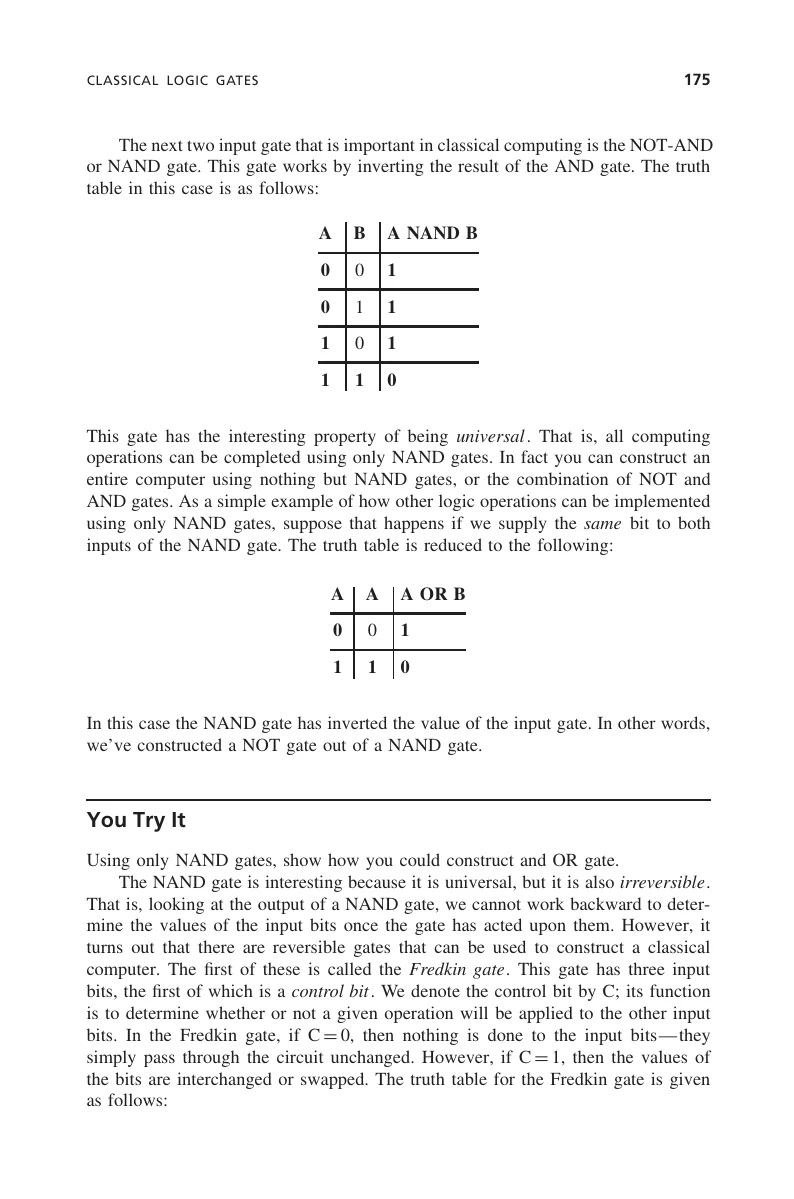 CLASSICAL LOGIC GATES 175
The next two input gate that is important in classical computing is the NOT-AND
or NAND gate. This gate works by inverting the result of the AND gate. The truth
table in this case is as follows:
A B A NAND B
0 0 1
0 1 1
1 0 1
1 1 0
This gate has the interesting property of being universal. That is, all computing
operations can be completed using only NAND gates. In fact you can construct an
entire computer using nothing but NAND gates, or the combination of NOT and
AND gates. As a simple example of how other logic operations can be implemented
using only NAND gates, suppose that happens if we supply the same bit to both
inputs of the NAND gate. The truth table is reduced to the following:
A A A OR B
0 0 1
1 1 0
In this case the NAND gate has inverted the value of the input gate. In other words,
we've constructed a NOT gate out of a NAND gate.
You Try It
Using only NAND gates, show how you could construct and OR gate.
The NAND gate is interesting because it is universal, but it is also irreversible.
That is, looking at the output of a NAND gate, we cannot work backward to deter-
mine the values of the input bits once the gate has acted upon them. However, it
turns out that there are reversible gates that can be used to construct a classical
computer. The first of these is called the Fredkin gate. This gate has three input
bits, the first of which is a control bit. We denote the control bit by C; its function
is to determine whether or not a given operation will be applied to the other input
bits. In the Fredkin gate, if C = 0, then nothing is done to the input bits—they
simply pass through the circuit unchanged. However, if C = 1, then the values of
the bits are interchanged or swapped. The truth table for the Fredkin gate is given
as follows: